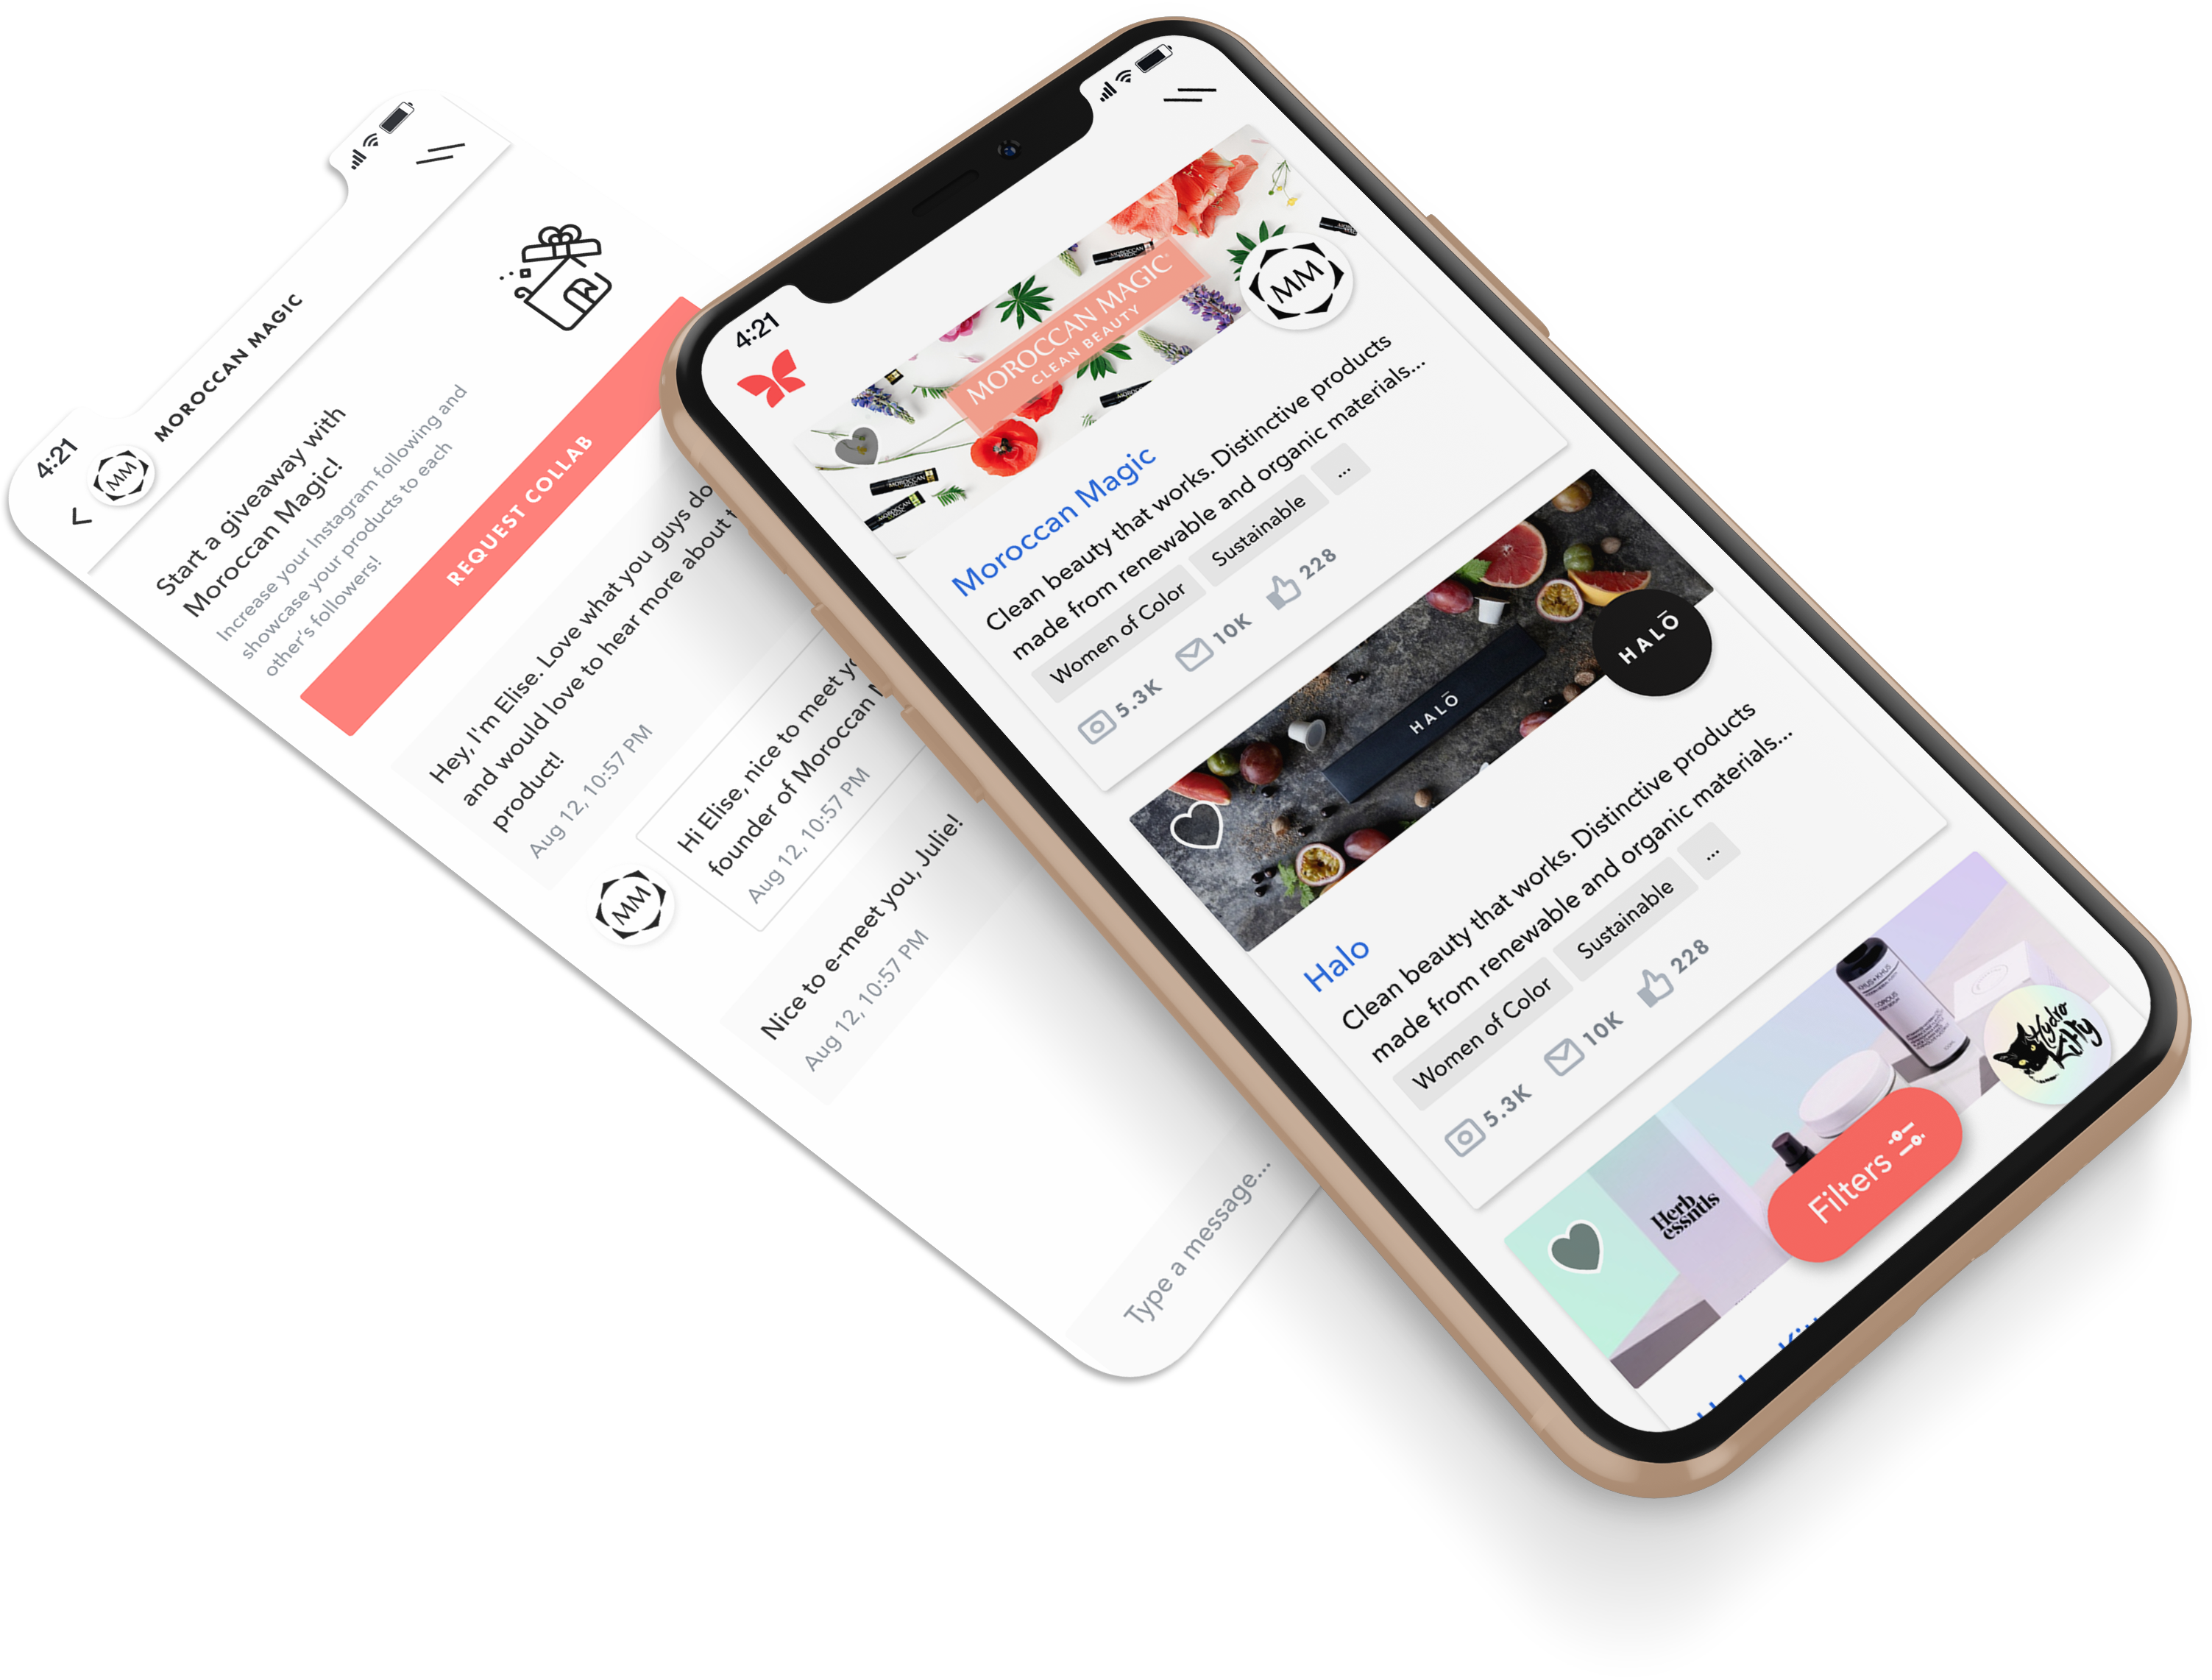 4:21
MM
MOROCCAN MAGIC
Start a giveaway with
Moroccan Magic!
Increase your Instagram following and
showcase your products to each
other's followers!
REQUEST COLLAB
Hey, I'm Elise. Love what you guys do
and would love to hear more about
product!
Aug 12, 10:57 PM
MM
Hi Elise, nice to meet
founder of Moroccan
Aug 12, 10:57 PM
Nice to e-meet you, Julie!
Aug 12, 10:57 PM
Type a message...
4:21
MOROCCAN MAGIC
CLEAN BEAUTY
MM
Moroccan Magic
Clean beauty that works. Distinctive products
made from renewable and organic materials...
Women of Color
Sustainable
...
5.3K
10K
228
HALŌ
HALŌ
Halo
Clean beauty that works. Distinctive products
made from renewable and organic materials...
Women of Color
Sustainable
...
5.3K
10K
228
KHUS+KHUS
Herb
essntls
Hydro
Kitty
Filters